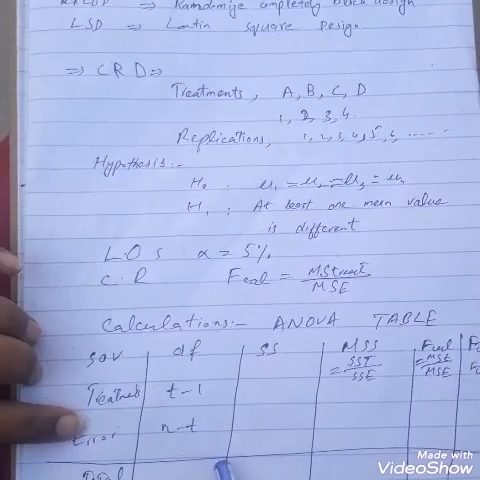 => Randomize completely block design
LSD => Latin square Design
=> CRD =>
Treatments, A, B, C, D
1, 2, 3, 4
Replications, 1, 2, 3, 4, 5, 6, ......
Hypothesis:-
H₀ : μ₁ = μ₂ = μ₃ = μ₄
H₁ : At least one mean value
is different
L.O S α = 5%
C.R Fcal = MStreat / MSE
Calculations:- ANOVA TABLE
SOV df SS MSS = SST/SSE Fcal = MSt/MSE
Treatments t-1
Error n-t
Made with
VideoShow